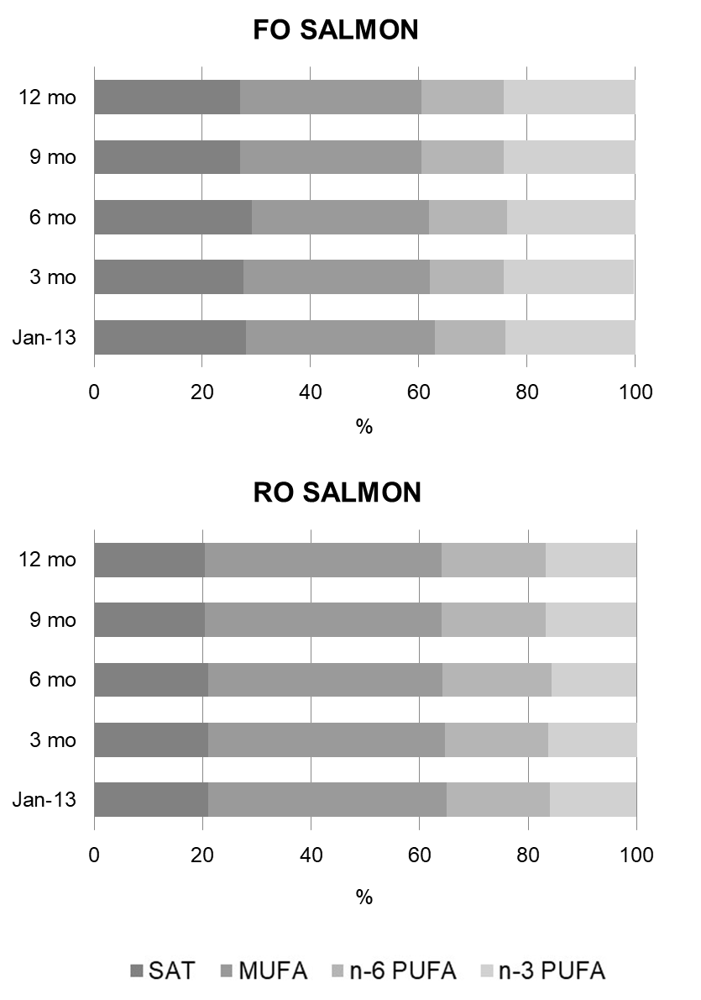 FO SALMON
12 mo
9 mo
6 mo
3 mo
Jan-13
0 20 40 60 80 100
%
RO SALMON
12 mo
9 mo
6 mo
3 mo
Jan-13
0 20 40 60 80 100
%
SAT MUFA n-6 PUFA n-3 PUFA